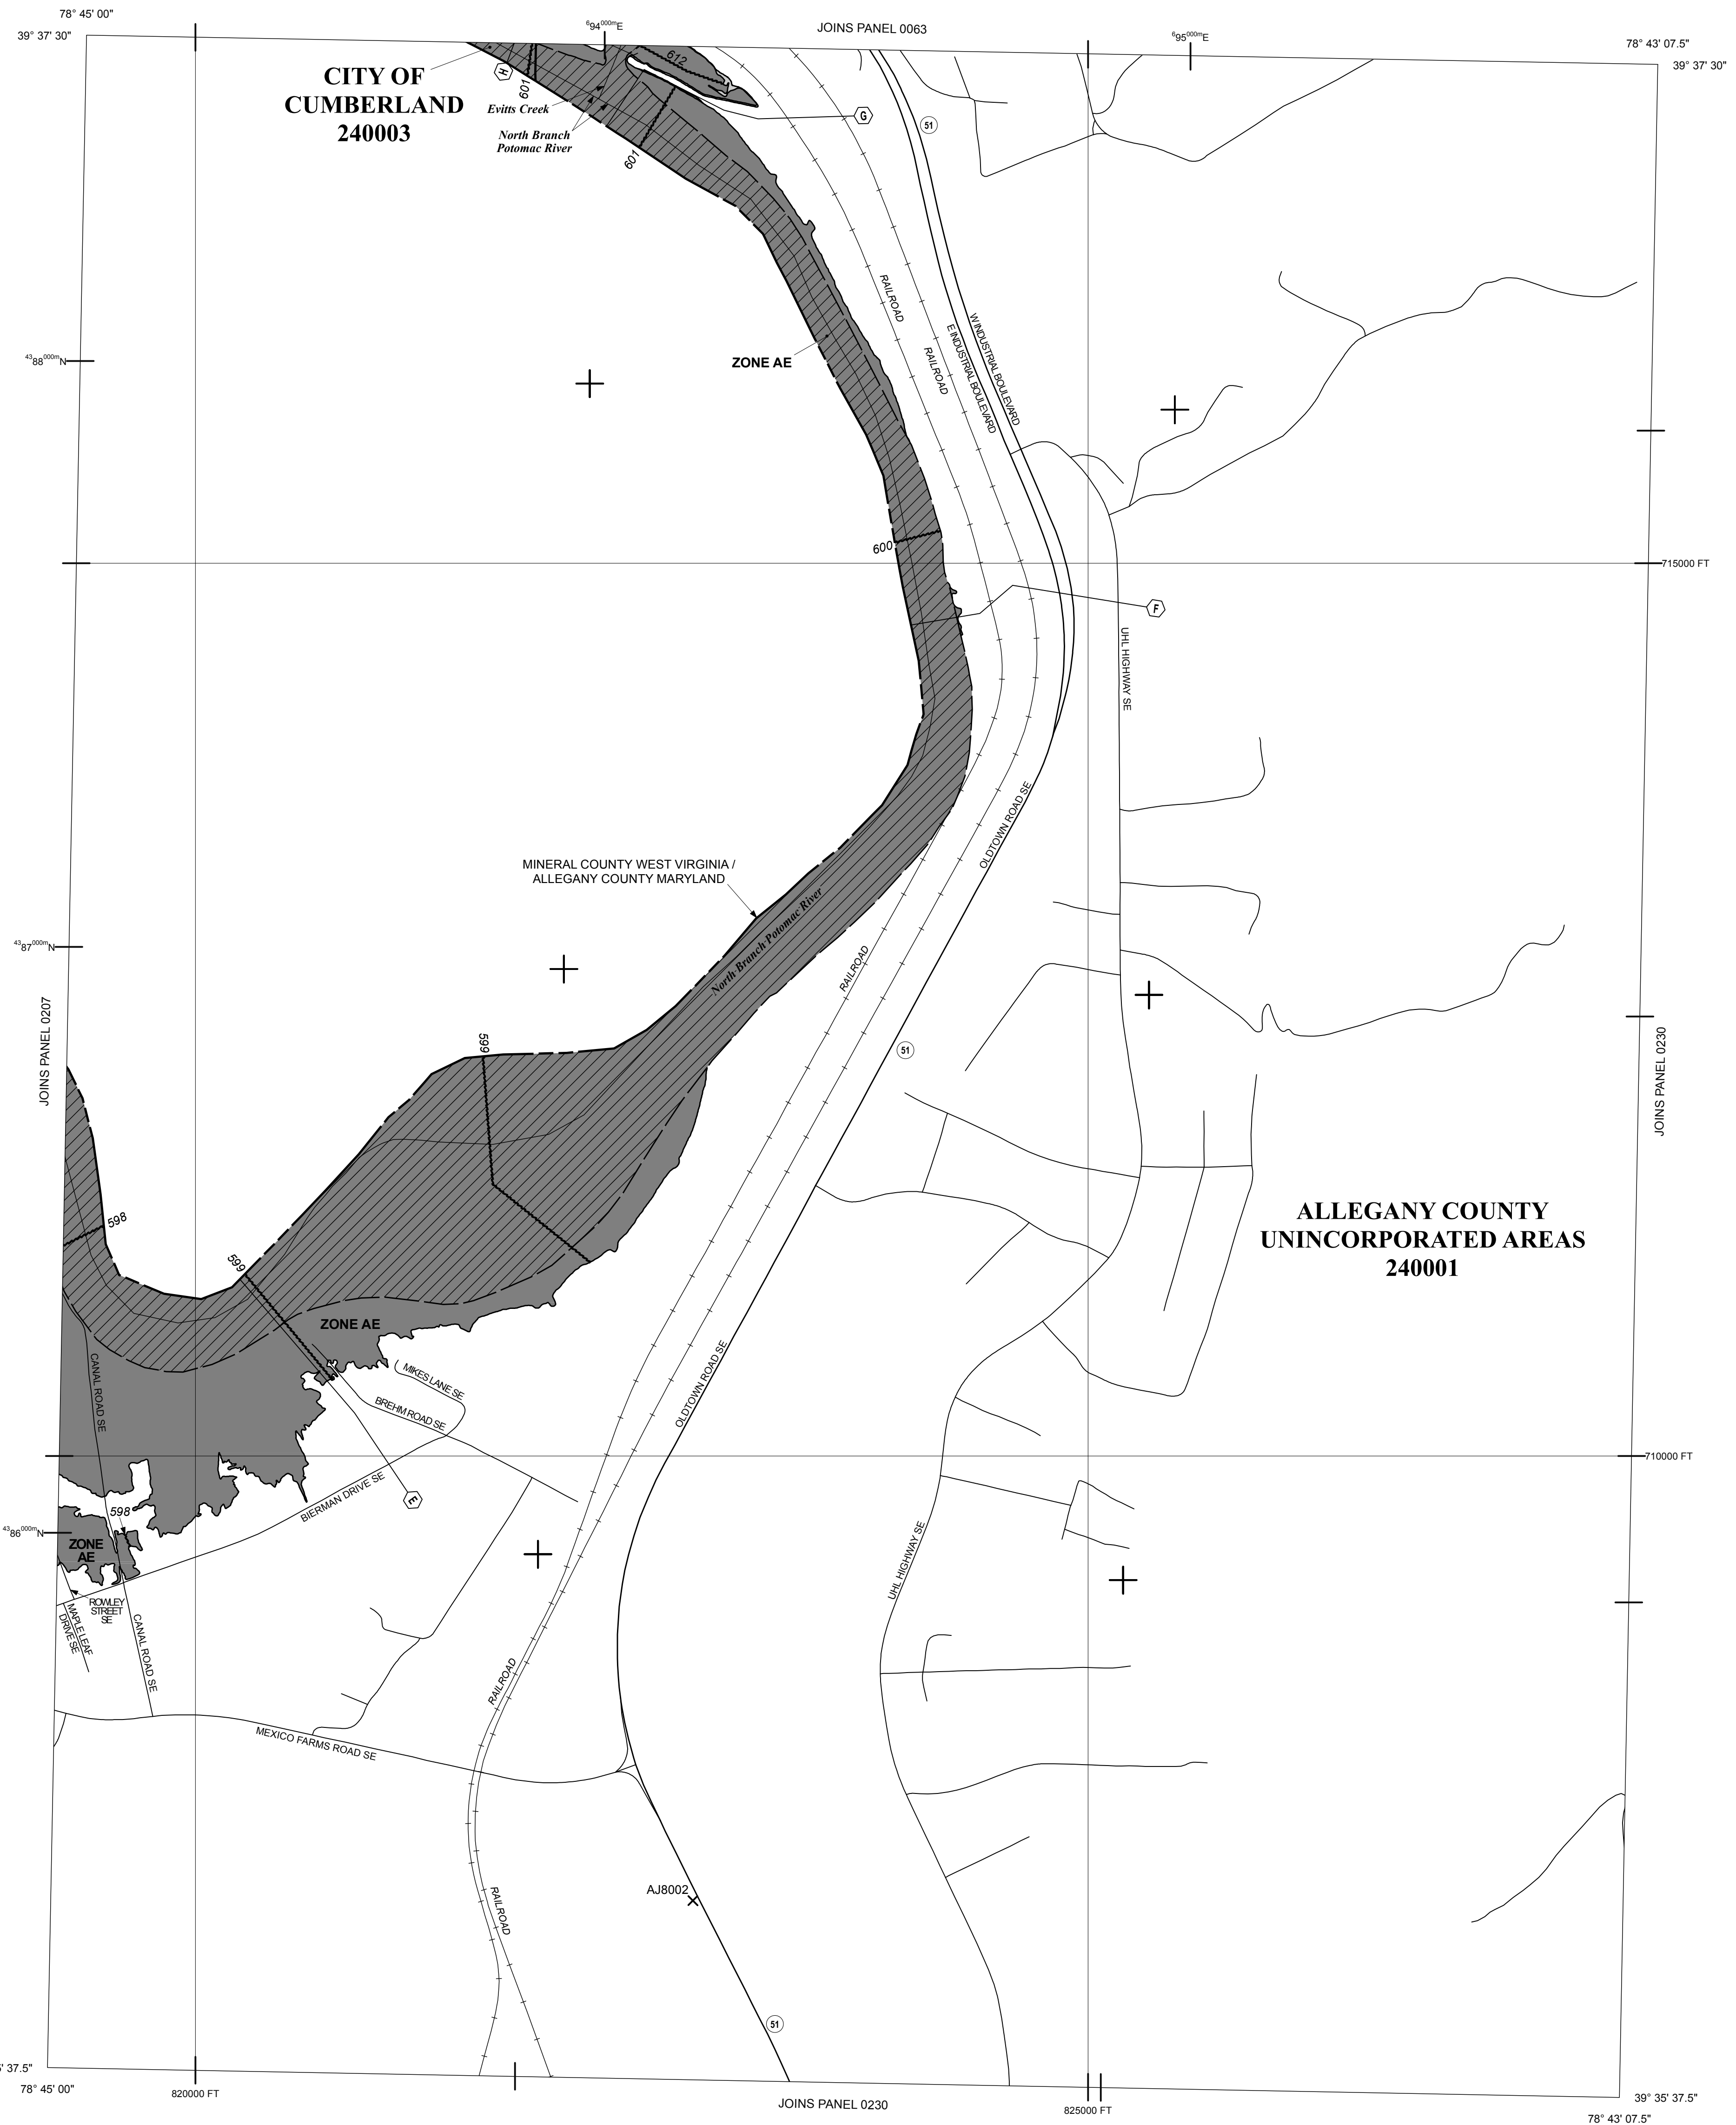 78° 45' 00"
39° 37' 30"
694000mE
JOINS PANEL 0063
695000mE
78° 43' 07.5"
39° 37' 30"
CITY OF
CUMBERLAND
240003
H
601
Evitts Creek
North Branch
Potomac River
601
612
G
51
RAILROAD
RAILROAD
E INDUSTRIAL BOULEVARD
W INDUSTRIAL BOULEVARD
ZONE AE
4388000mN
600
715000 FT
F
UHL HIGHWAY SE
OLDTOWN ROAD SE
MINERAL COUNTY WEST VIRGINIA /
ALLEGANY COUNTY MARYLAND
North Branch Potomac River
RAILROAD
4387000mN
JOINS PANEL 0207
599
51
JOINS PANEL 0230
598
599
ALLEGANY COUNTY
UNINCORPORATED AREAS
240001
ZONE AE
CANAL ROAD SE
MIKES LANE SE
BREHM ROAD SE
OLDTOWN ROAD SE
710000 FT
BIERMAN DRIVE SE
E
598
4386000mN
ZONE
AE
UHL HIGHWAY SE
ROWLEY
STREET
SE
MAPLE LEAF
DRIVE SE
CANAL ROAD SE
RAILROAD
MEXICO FARMS ROAD SE
AJ8002
RAILROAD
51
' 37.5"
78° 45' 00"
820000 FT
JOINS PANEL 0230
825000 FT
39° 35' 37.5"
78° 43' 07.5"